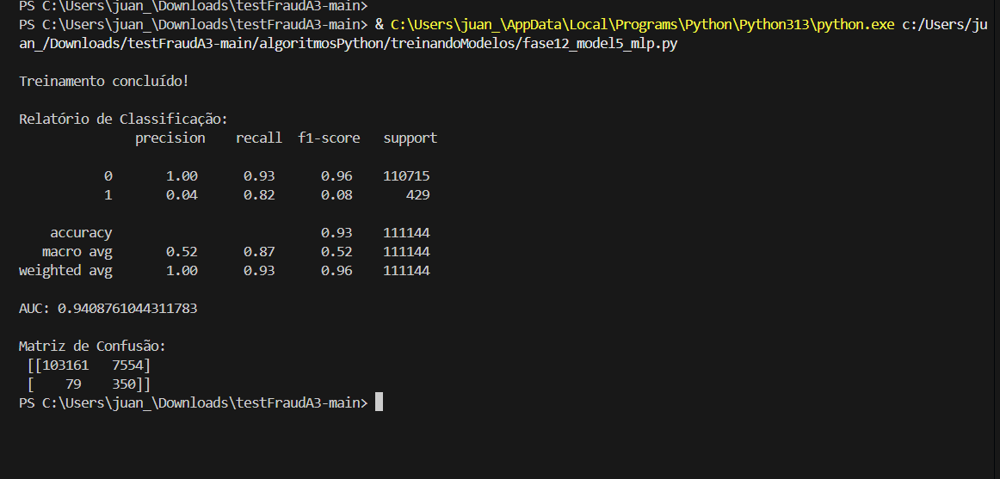 PS C:\Users\juan_\Downloads\testFraudA3-main>
PS C:\Users\juan_\Downloads\testFraudA3-main> & C:\Users\juan_\AppData\Local\Programs\Python\Python313\python.exe c:/Users/ju
an_/Downloads/testFraudA3-main/algoritmosPython/treinandoModelos/fase12_model5_mlp.py
Treinamento concluído!
Relatório de Classificação:
precision recall f1-score support
0 1.00 0.93 0.96 110715
1 0.04 0.82 0.08 429
accuracy 0.93 111144
macro avg 0.52 0.87 0.52 111144
weighted avg 1.00 0.93 0.96 111144
AUC: 0.9408761044311783
Matriz de Confusão:
[[103161 7554]
[ 79 350]]
PS C:\Users\juan_\Downloads\testFraudA3-main>